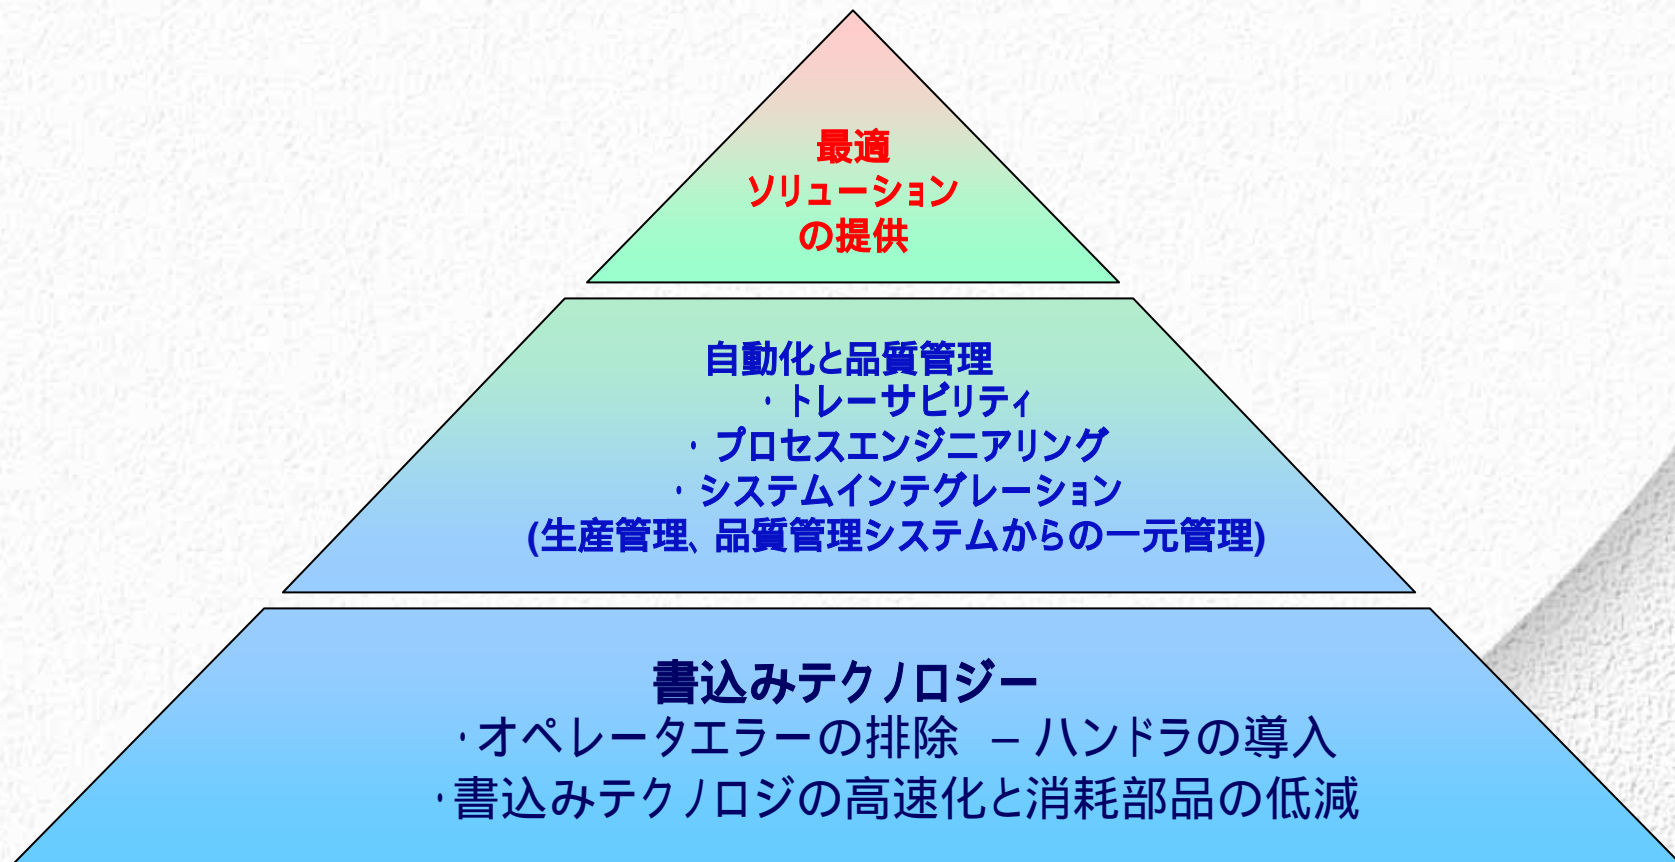 最適
ソリューション
の提供
自動化と品質管理
・トレーサビリティ
・プロセスエンジニアリング
・システムインテグレーション
(生産管理、品質管理システムからの一元管理)
書込みテクノロジー
・オペレータエラーの排除 – ハンドラの導入
・書込みテクノロジの高速化と消耗部品の低減